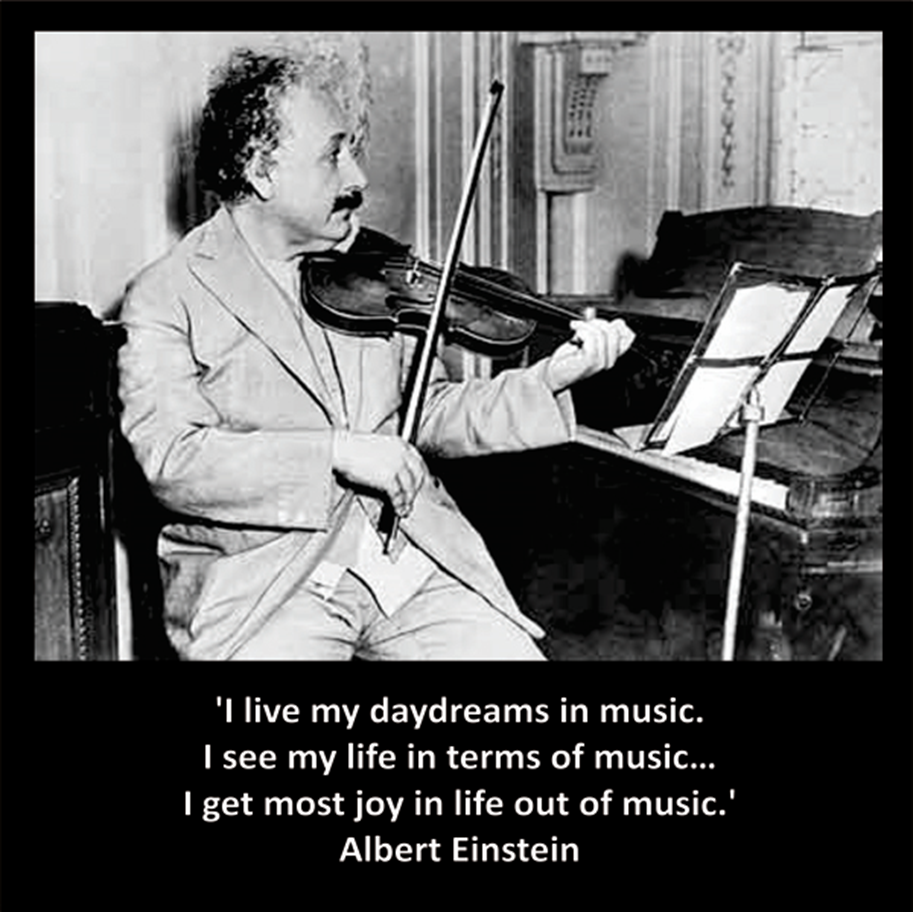 'I live my daydreams in music.
I see my life in terms of music...
I get most joy in life out of music.'
Albert Einstein